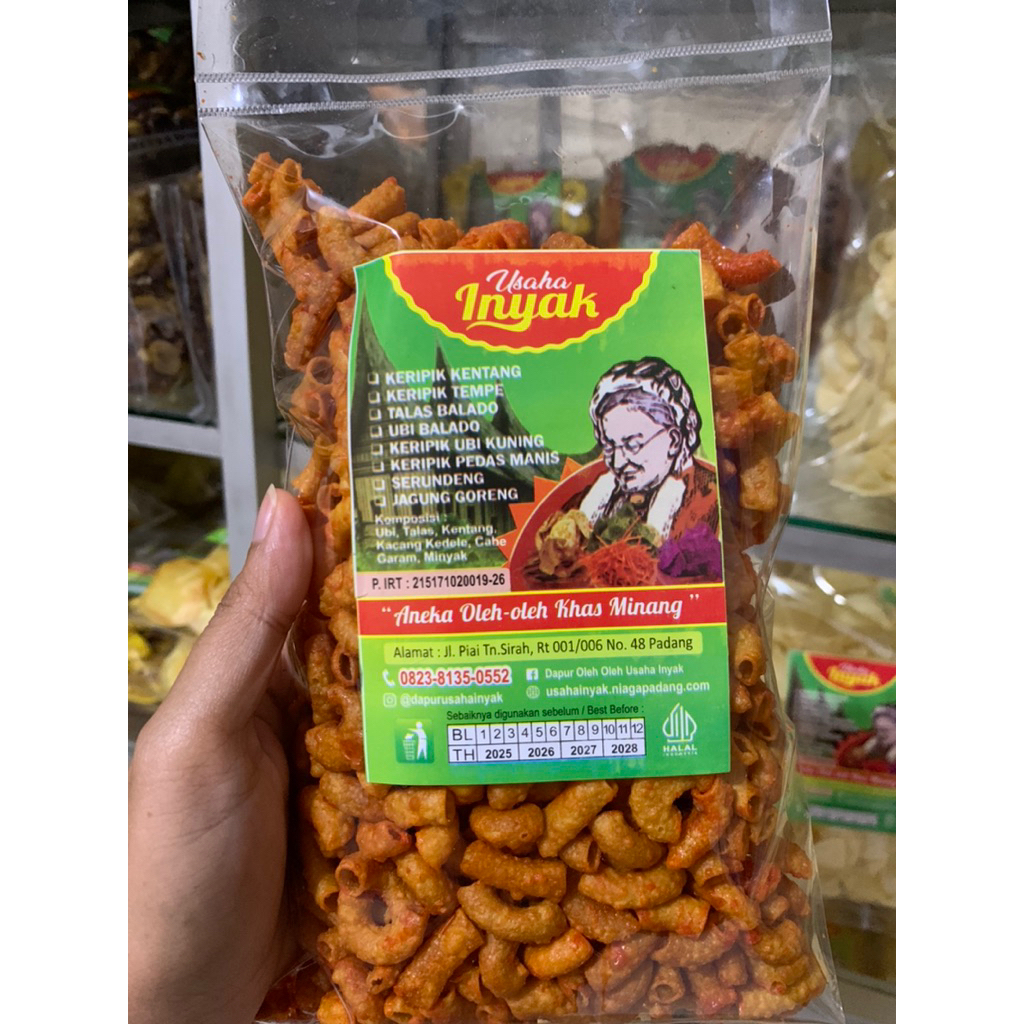 Usaha
Inyak
KERIPIK KENTANG
KERIPIK TEMPE
TALAS BALADO
UBI BALADO
KERIPIK UBI KUNING
KERIPIK PEDAS MANIS
SERUNDENG
JAGUNG GORENG
Komposisi :
Ubi, Talas, Kentang,
Kacang Kedele, Cabe
Garam, Minyak
P. IRT : 215171020019-26
"Aneka Oleh-oleh Khas Minang"
Alamat : Jl. Piai Tn.Sirah, Rt 001/006 No. 48 Padang
0823-8135-0552 Dapur Oleh Oleh Usaha Inyak
@dapurusahainyak usahainyak.niagapadang.com
Sebaiknya digunakan sebelum / Best Before :
BL 1 2 3 4 5 6 7 8 9 10 11 12
TH 2025 2026 2027 2028
HALAL
INDONESIA
Usaha
Inyak